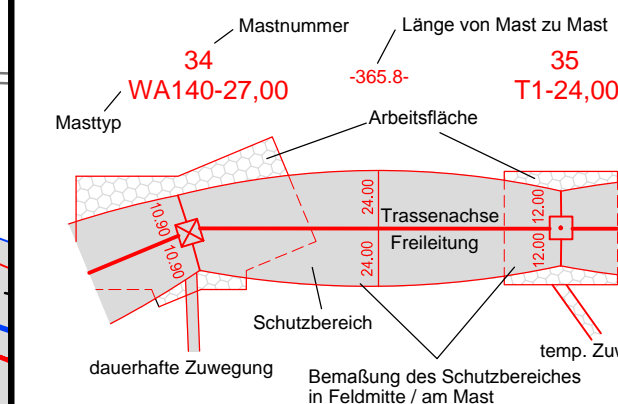 Mastnummer
Länge von Mast zu Mast
34
-365.8-
35
WA140-27,00
T1-24,00
Masttyp
Arbeitsfläche
10.90
24.00
12.00
Trassenachse
Freileitung
10.90
24.00
12.00
Schutzbereich
temp. Zuw
dauerhafte Zuwegung
Bemaßung des Schutzbereiches
in Feldmitte / am Mast